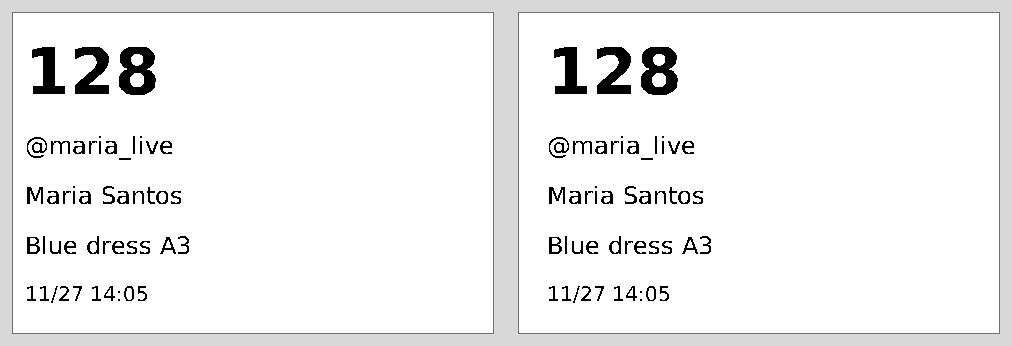 128
@maria_live
Maria Santos
Blue dress A3
11/27 14:05
128
@maria_live
Maria Santos
Blue dress A3
11/27 14:05